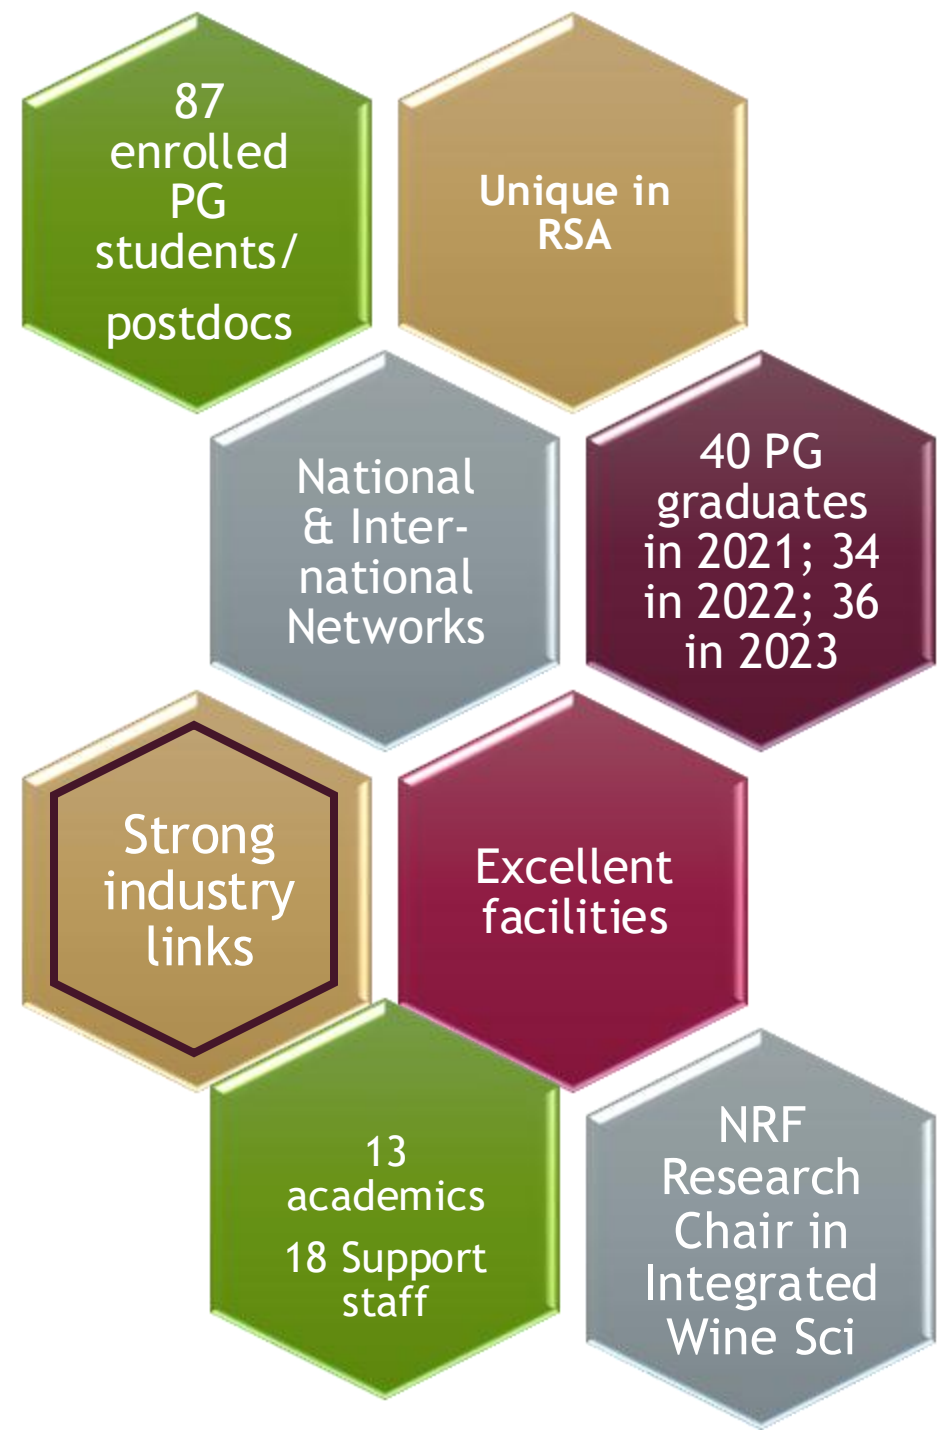 87
enrolled
PG
students/
postdocs
Unique in
RSA
National
& Inter-
national
Networks
40 PG
graduates
in 2021; 34
in 2022; 36
in 2023
Strong
industry
links
Excellent
facilities
13
academics
18 Support
staff
NRF
Research
Chair in
Integrated
Wine Sci